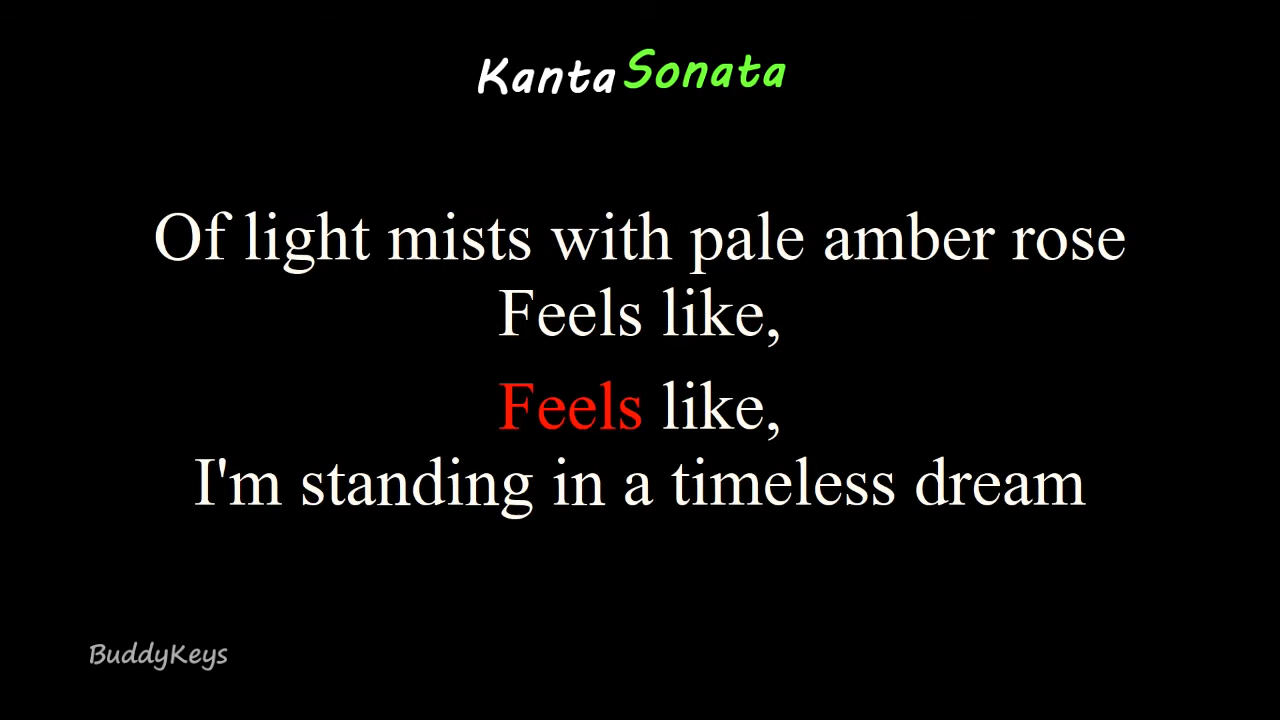 Kanta Sonata
Of light mists with pale amber rose
Feels like,
Feels like,
I'm standing in a timeless dream
BuddyKeys